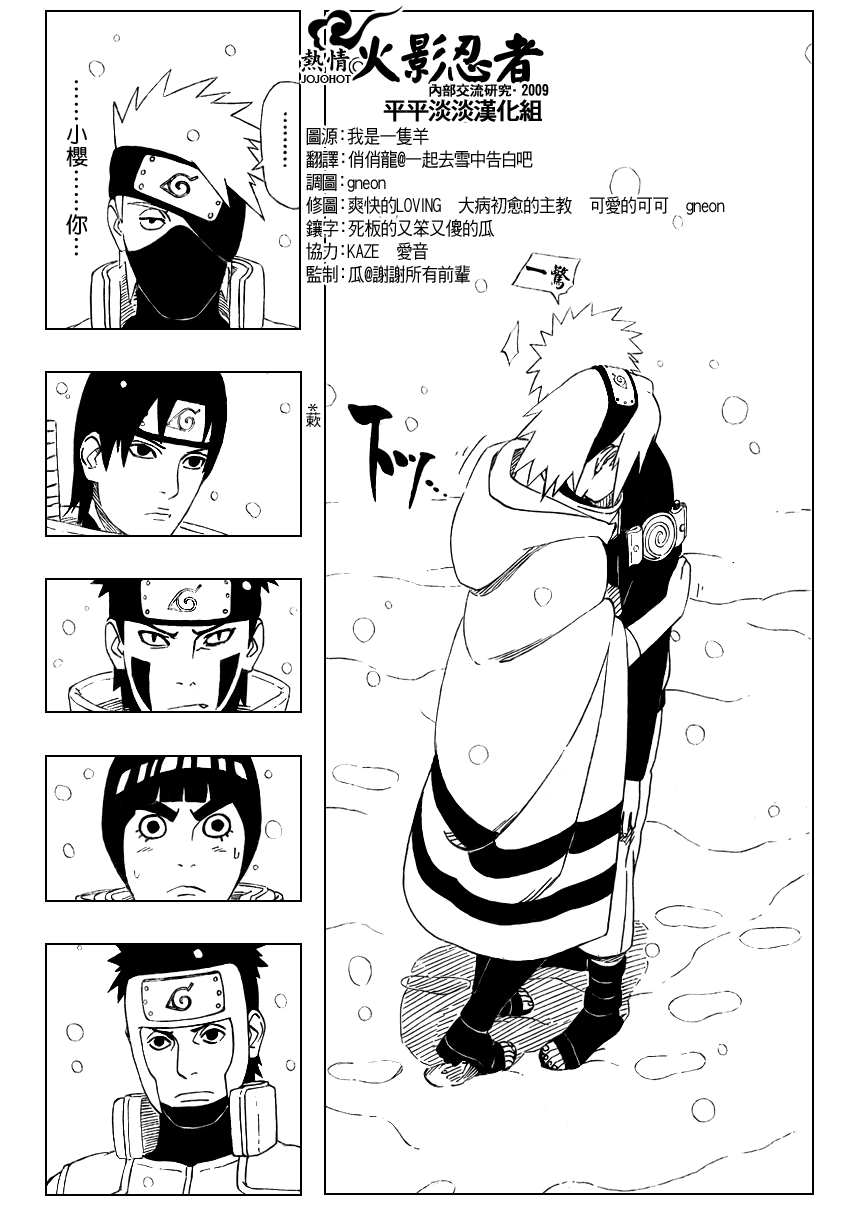 熱情
JOJOHOT
火影忍者
內部交流研究·2009
平平淡淡漢化組
圖源:我是一隻羊
翻譯:俏俏龍@一起去雪中告白吧
調圖:gneon
修圖:爽快的LOVING 大病初愈的主教 可愛的可可 gneon
鑲字:死板的又笨又傻的瓜
協力:KAZE 愛音
監制:瓜@謝謝所有前輩
………
……小櫻……你…
一驚
*蔌
下ッ…